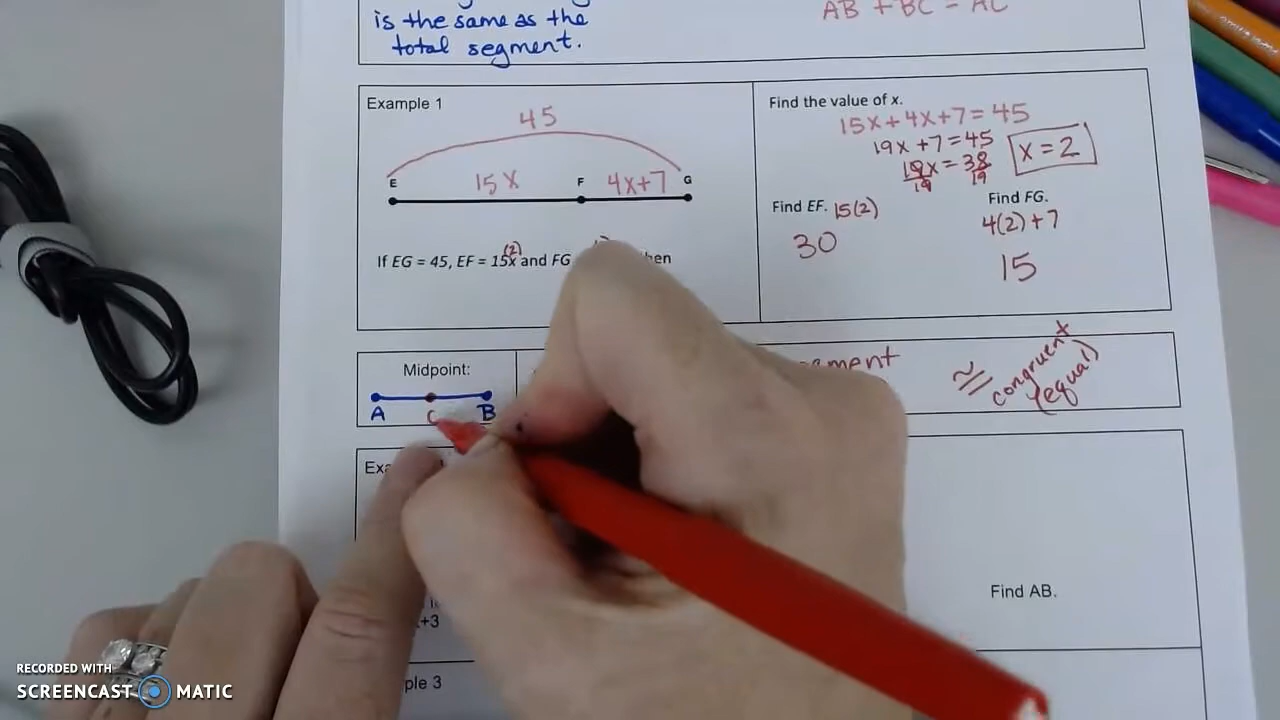 is the same as the
total segment.
AB + BC = AC
Example 1
45
E 15x F 4x+7 G
If EG = 45, EF = 15x and FG
(2)
Find the value of x.
15x+4x+7=45
19x+7=45
19x=38
19 19
x=2
Find EF. 15(2)
30
Find FG.
4(2)+7
15
Midpoint:
A C B
≅
congruent
(equal)
+3
Find AB.
RECORDED WITH
SCREENCAST MATIC